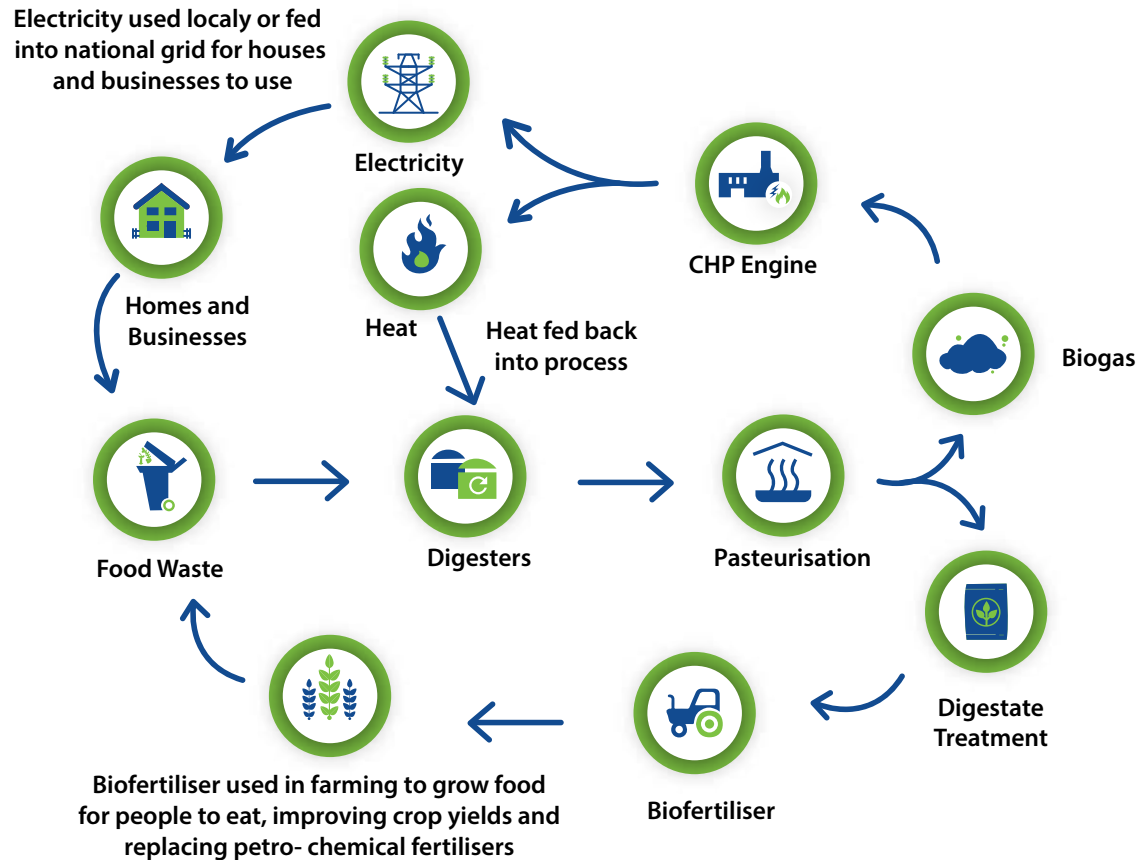 Electricity used localy or fed
into national grid for houses
and businesses to use
Electricity
CHP Engine
Homes and
Businesses
Heat
Heat fed back
into process
Biogas
Food Waste
Digesters
Pasteurisation
Digestate
Treatment
Biofertiliser used in farming to grow food
for people to eat, improving crop yields and
replacing petro- chemical fertilisers
Biofertiliser